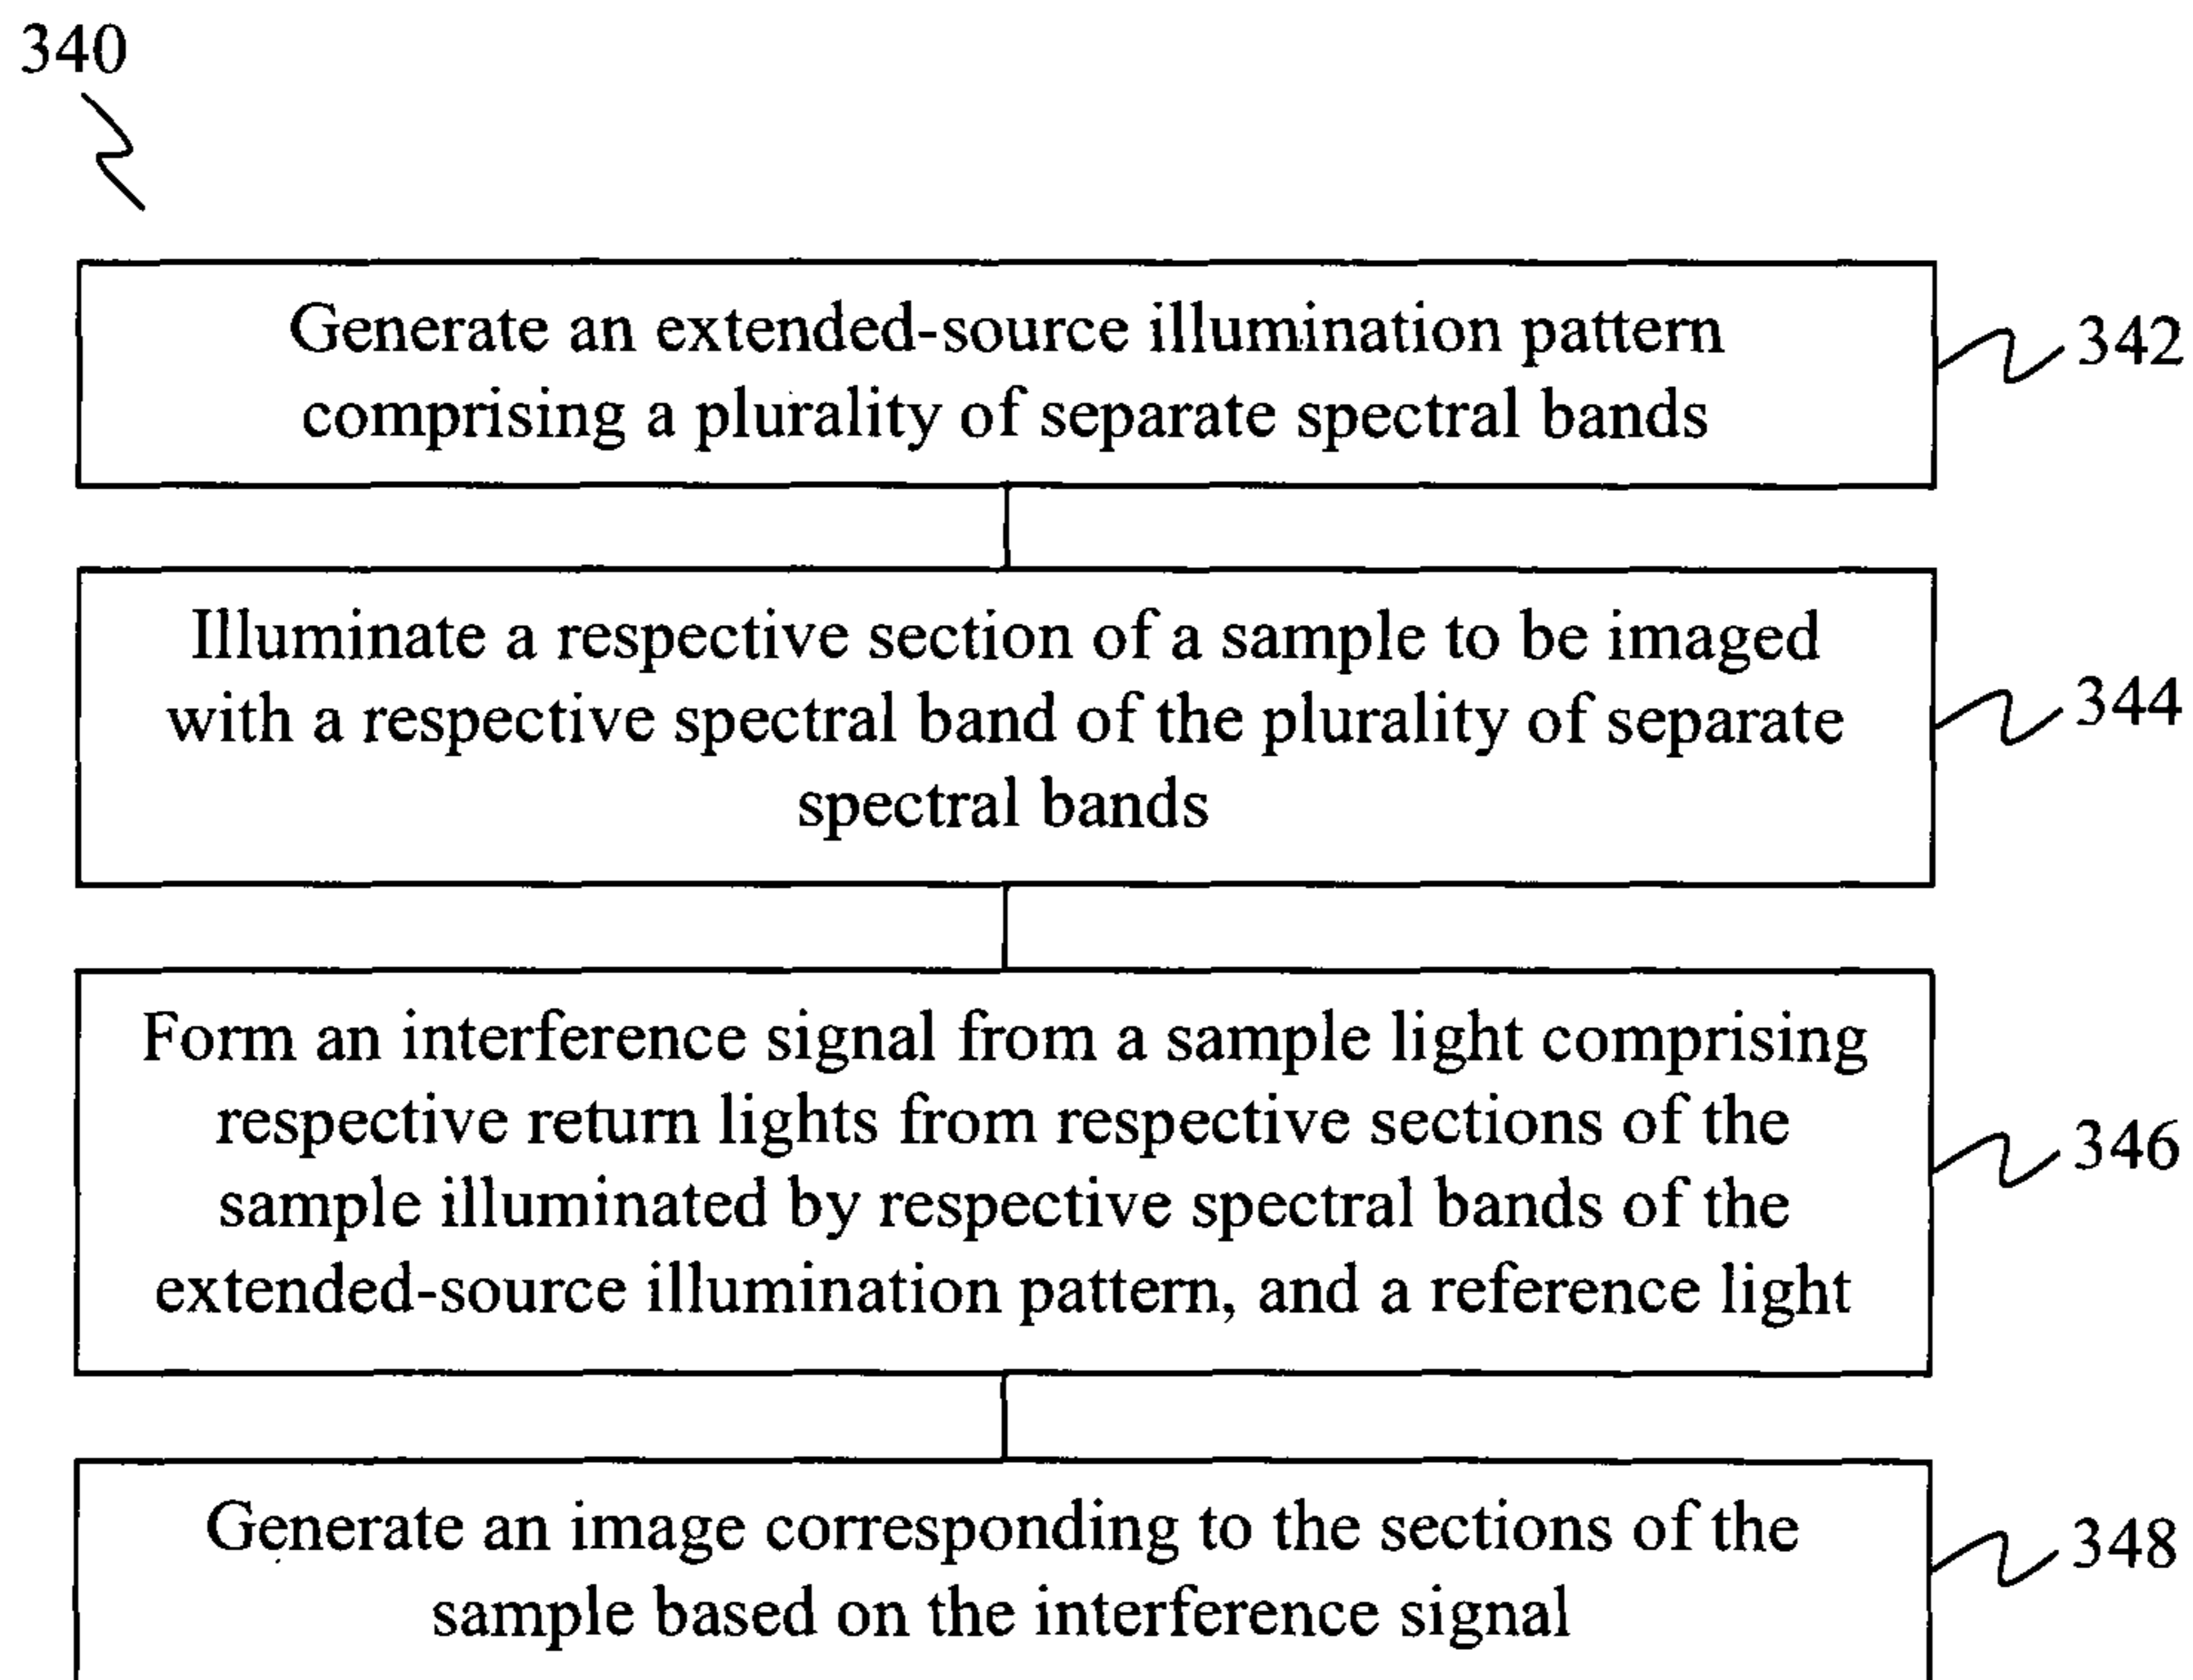 340
Generate an extended-source illumination pattern
comprising a plurality of separate spectral bands
342
Illuminate a respective section of a sample to be imaged
with a respective spectral band of the plurality of separate
spectral bands
344
Form an interference signal from a sample light comprising
respective return lights from respective sections of the
sample illuminated by respective spectral bands of the
extended-source illumination pattern, and a reference light
346
Generate an image corresponding to the sections of the
sample based on the interference signal
348